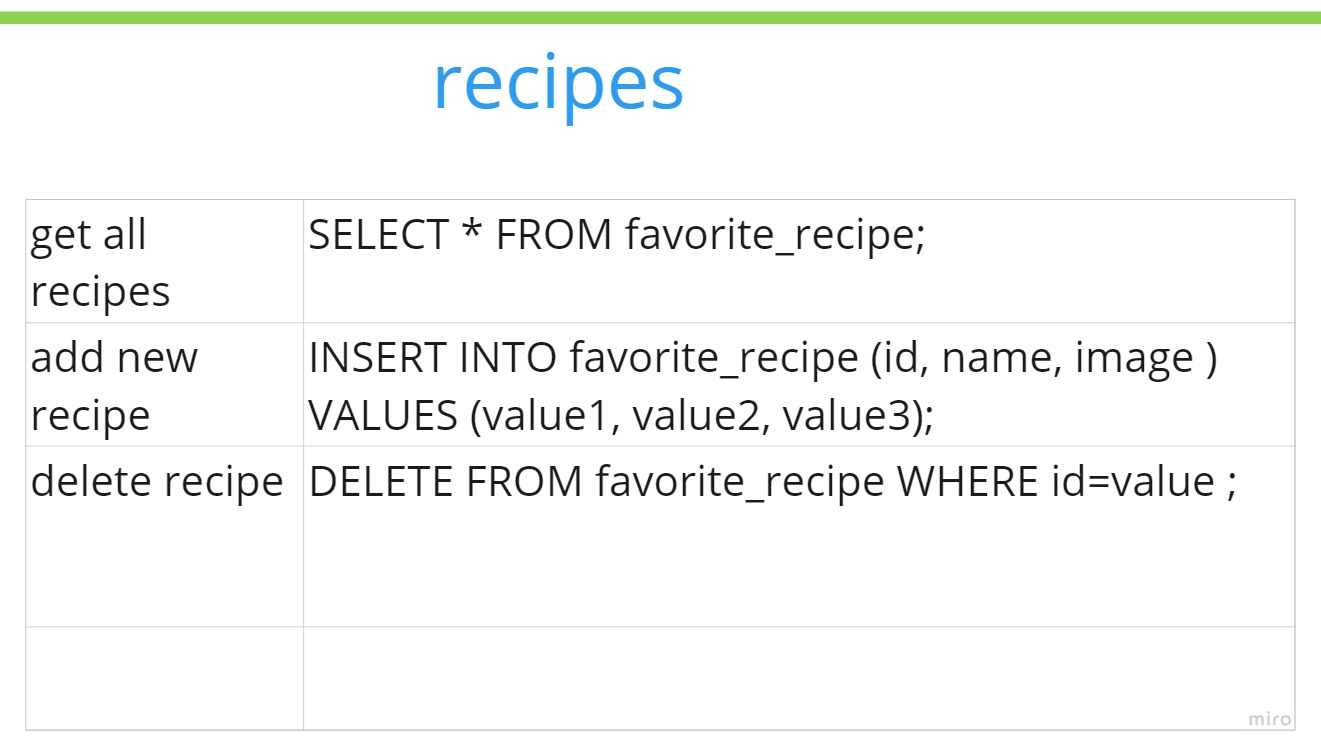 recipes
get all
recipes
SELECT * FROM favorite_recipe;
add new
recipe
INSERT INTO favorite_recipe (id, name, image )
VALUES (value1, value2, value3);
delete recipe
DELETE FROM favorite_recipe WHERE id=value ;
miro